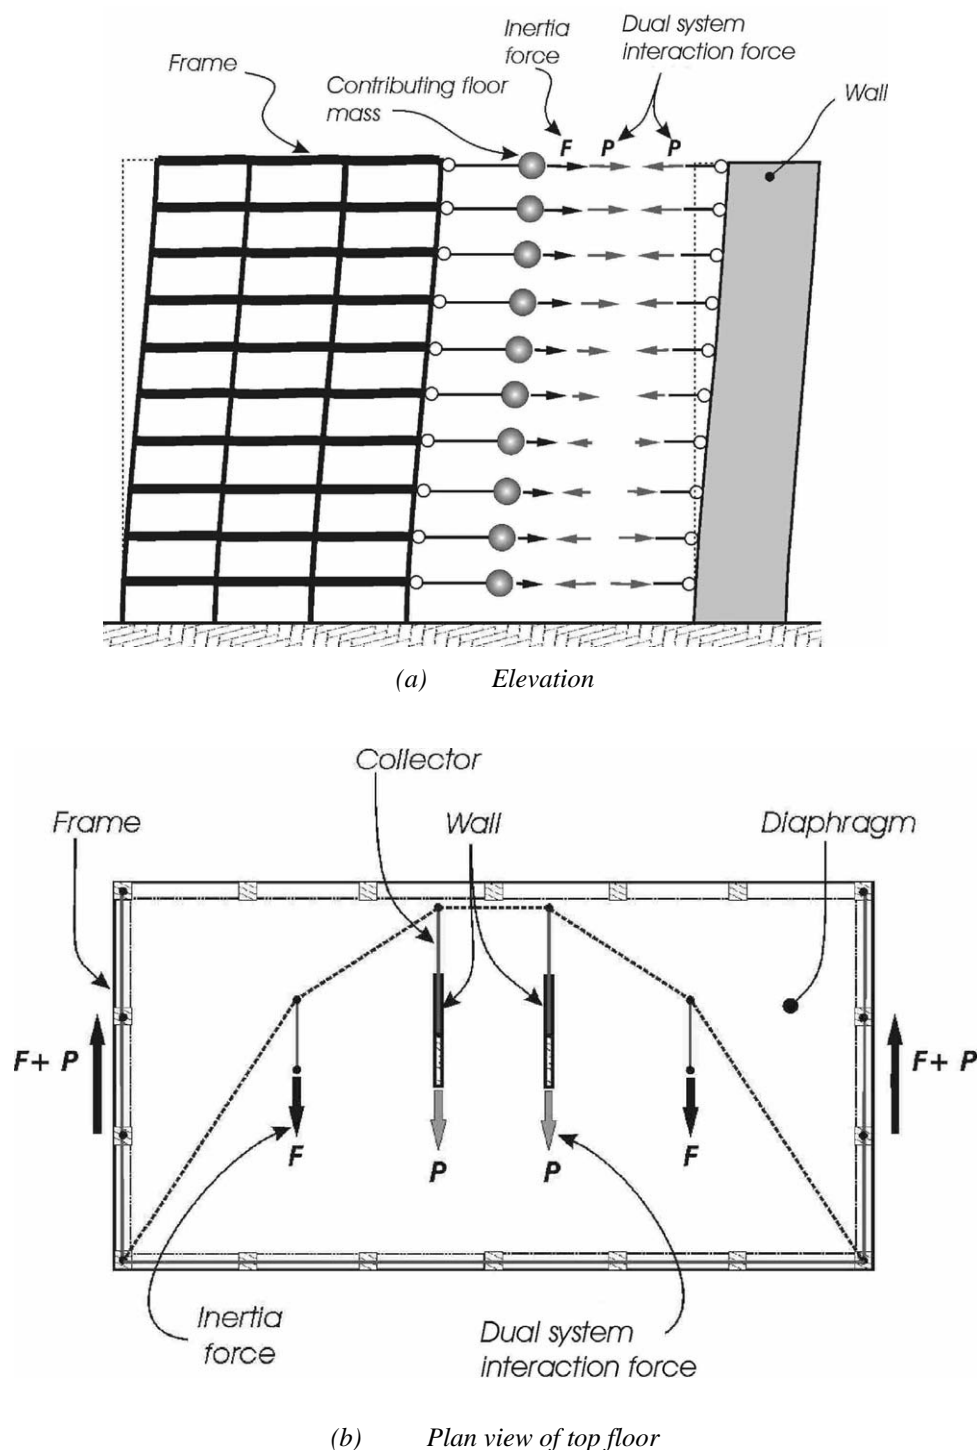 Inertia
force
Dual system
interaction force
Frame
Contributing floor
mass
Wall
F P P
(a) Elevation
Collector
Frame
Wall
Diaphragm
F+ P
F+ P
F
P
P
F
Inertia
force
Dual system
interaction force
(b) Plan view of top floor